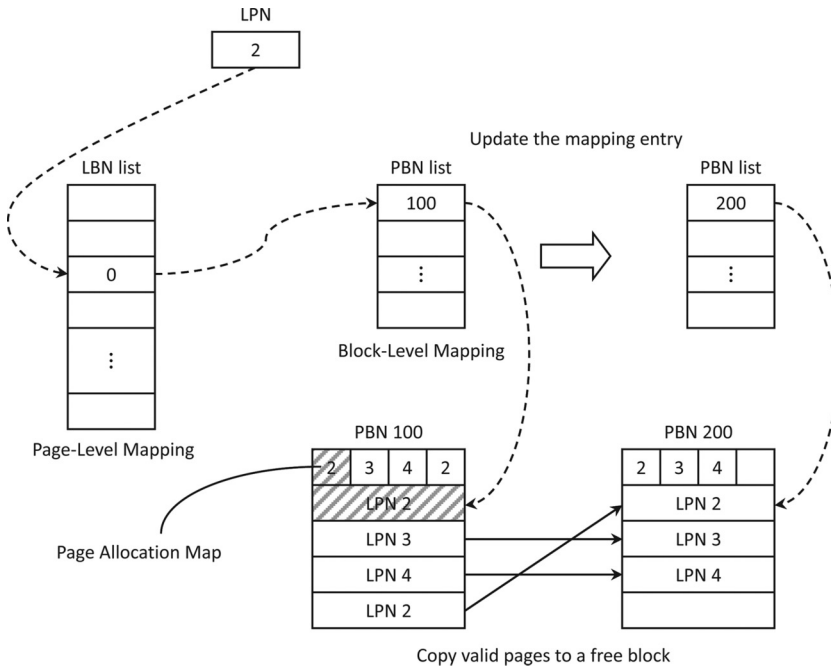 LPN
2
Update the mapping entry
LBN list
PBN list
PBN list
100
200
0
⋮
⋮
⋮
Block-Level Mapping
Page-Level Mapping
PBN 100
PBN 200
2 3 4 2
2 3 4
LPN 2
LPN 2
LPN 3
LPN 3
LPN 4
LPN 4
LPN 2
Page Allocation Map
Copy valid pages to a free block